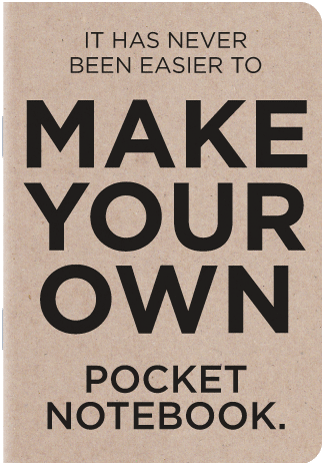 IT HAS NEVER
BEEN EASIER TO
MAKE
YOUR
OWN
POCKET
NOTEBOOK.